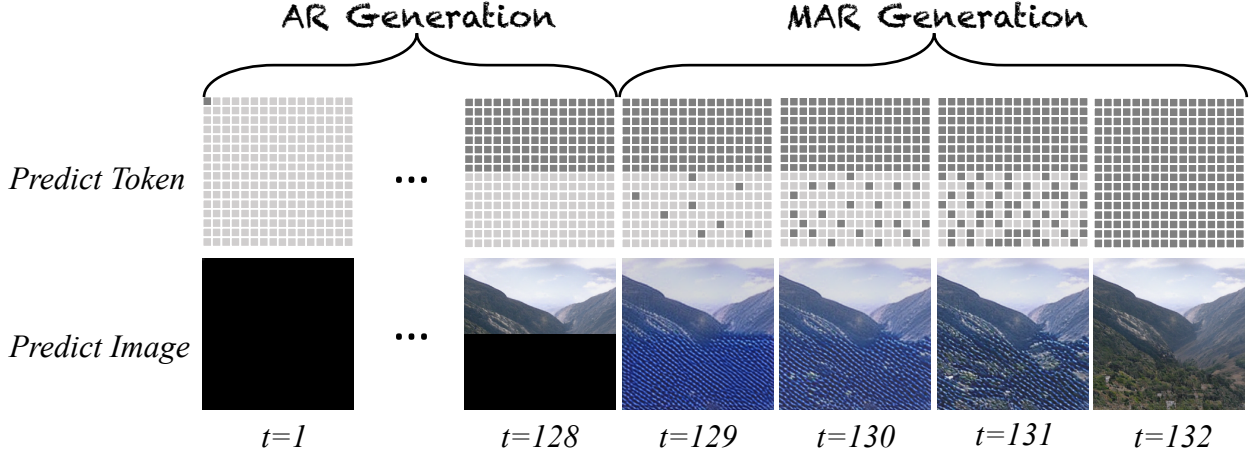 AR Generation MAR Generation
Predict Token ...
Predict Image ...
t=1 t=128 t=129 t=130 t=131 t=132